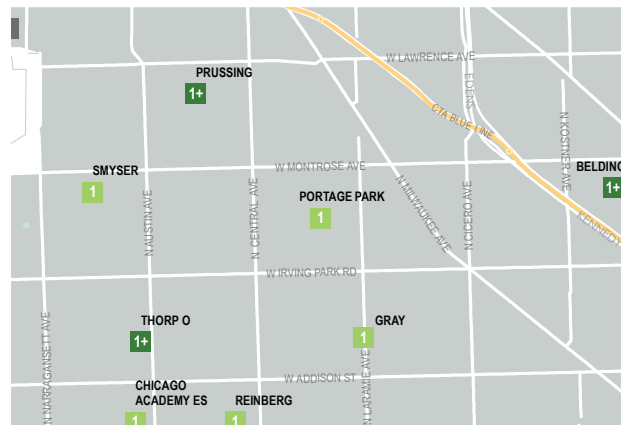 W LAWRENCE AVE
PRUSSING
1+
EDENS
CTA BLUE LINE
N KOSTNER AVE
SMYSER
1
W MONTROSE AVE
BELDING
1+
PORTAGE PARK
1
N AUSTIN AVE
N CENTRAL AVE
N MILWAUKEE AVE
N CICERO AVE
KENNEDY
W IRVING PARK RD
THORP O
1+
GRAY
1
N NARRAGANSETT AVE
N LARAMIE AVE
W ADDISON ST
CHICAGO
ACADEMY ES
1
REINBERG
1